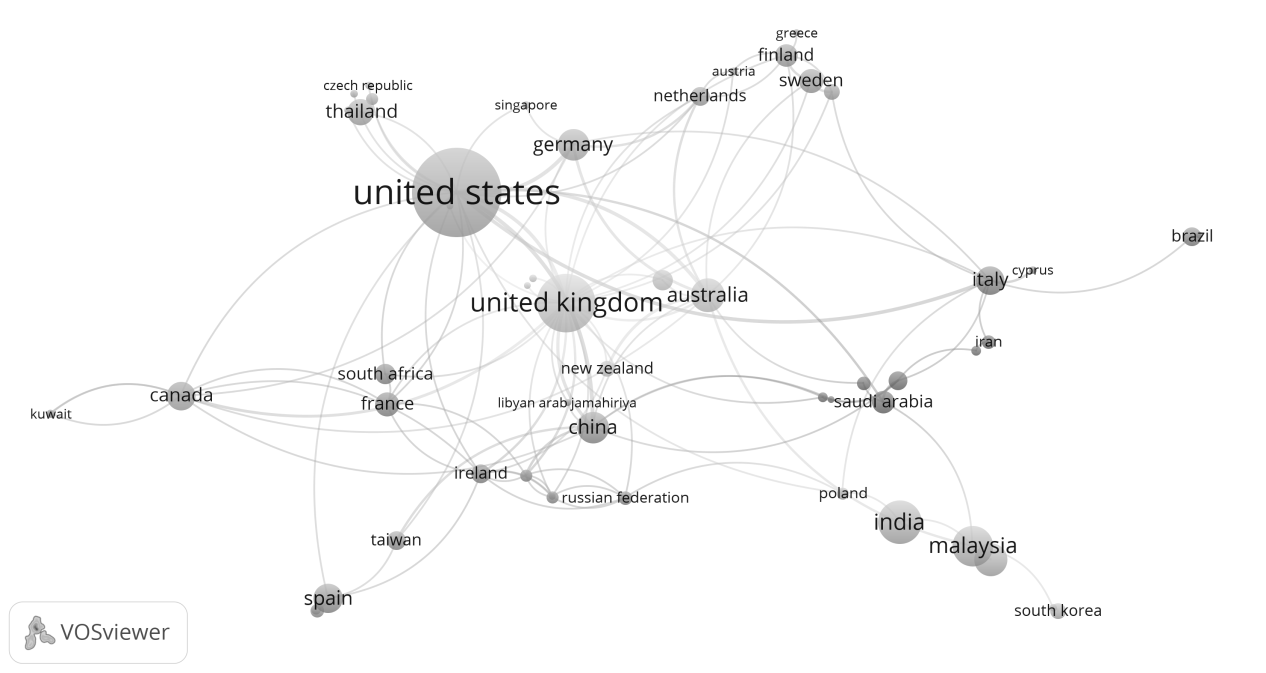 greece
finland
austria
sweden
czech republic
netherlands
singapore
thailand
germany
united states
brazil
cyprus
italy
united kingdom
australia
iran
new zealand
south africa
canada
saudi arabia
libyan arab jamahiriya
france
kuwait
china
ireland
poland
russian federation
india
taiwan
malaysia
spain
south korea
VOSviewer